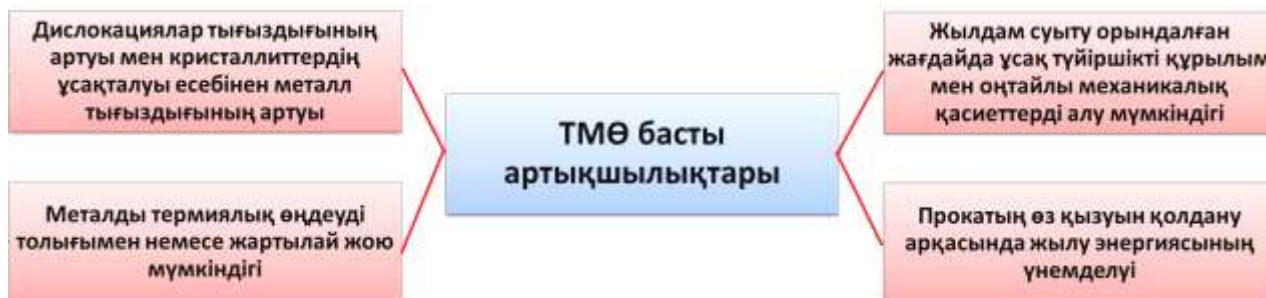 Дислокациялар тығыздығының
артуы мен кристаллиттердің
ұсақталуы есебінен металл
тығыздығының артуы
Жылдам суыту орындалған
жағдайда ұсақ түйіршікті құрылым
мен оңтайлы механикалық
қасиеттерді алу мүмкіндігі
ТМӨ басты
артықшылықтары
Металды термиялық өңдеуді
толығымен немесе жартылай жою
мүмкіндігі
Прокатың өз қызуын қолдану
арқасында жылу энергиясының
үнемделуі